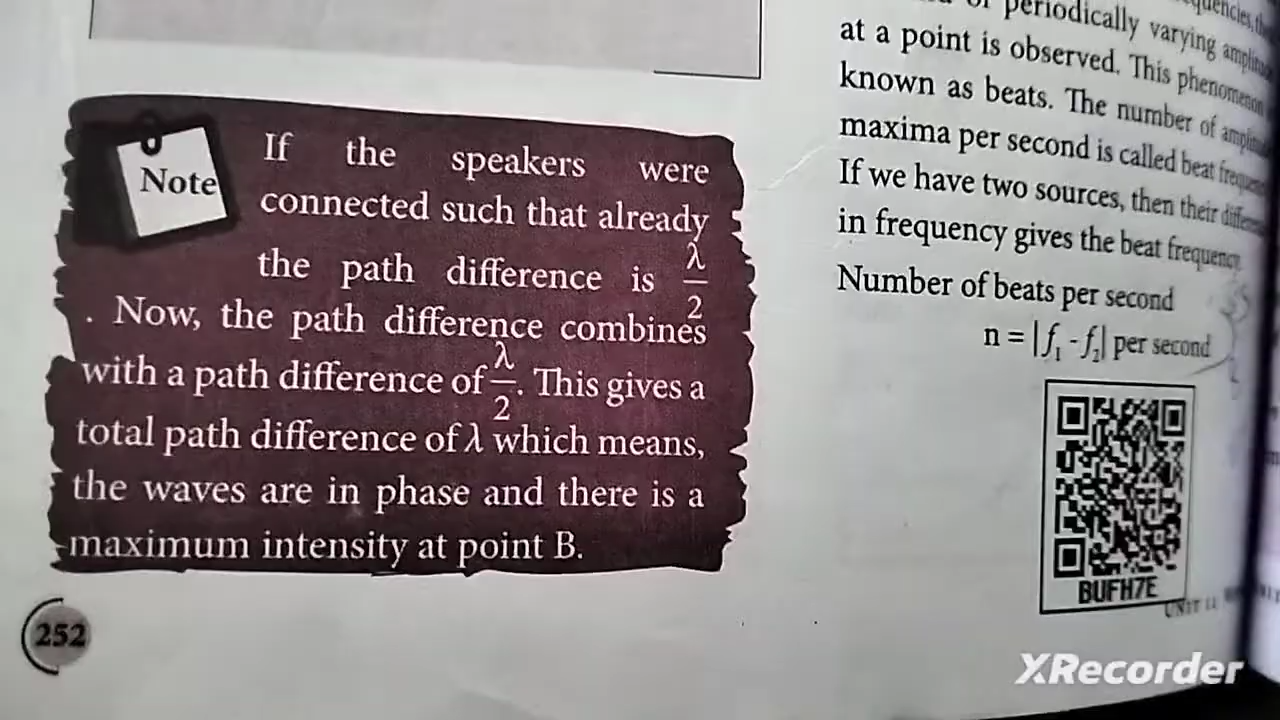 Note
If the speakers were
connected such that already
the path difference is λ/2
. Now, the path difference combines
with a path difference of λ/2. This gives a
total path difference of λ which means,
the waves are in phase and there is a
maximum intensity at point B.
252
periodically varying
at a point is observed. This phenomenon
known as beats. The number of
maxima per second is called beat
If we have two sources, then their
in frequency gives the beat frequency.
Number of beats per second
n = |f₁ - f₂| per second
BUFH7E
UNIT 11
XRecorder